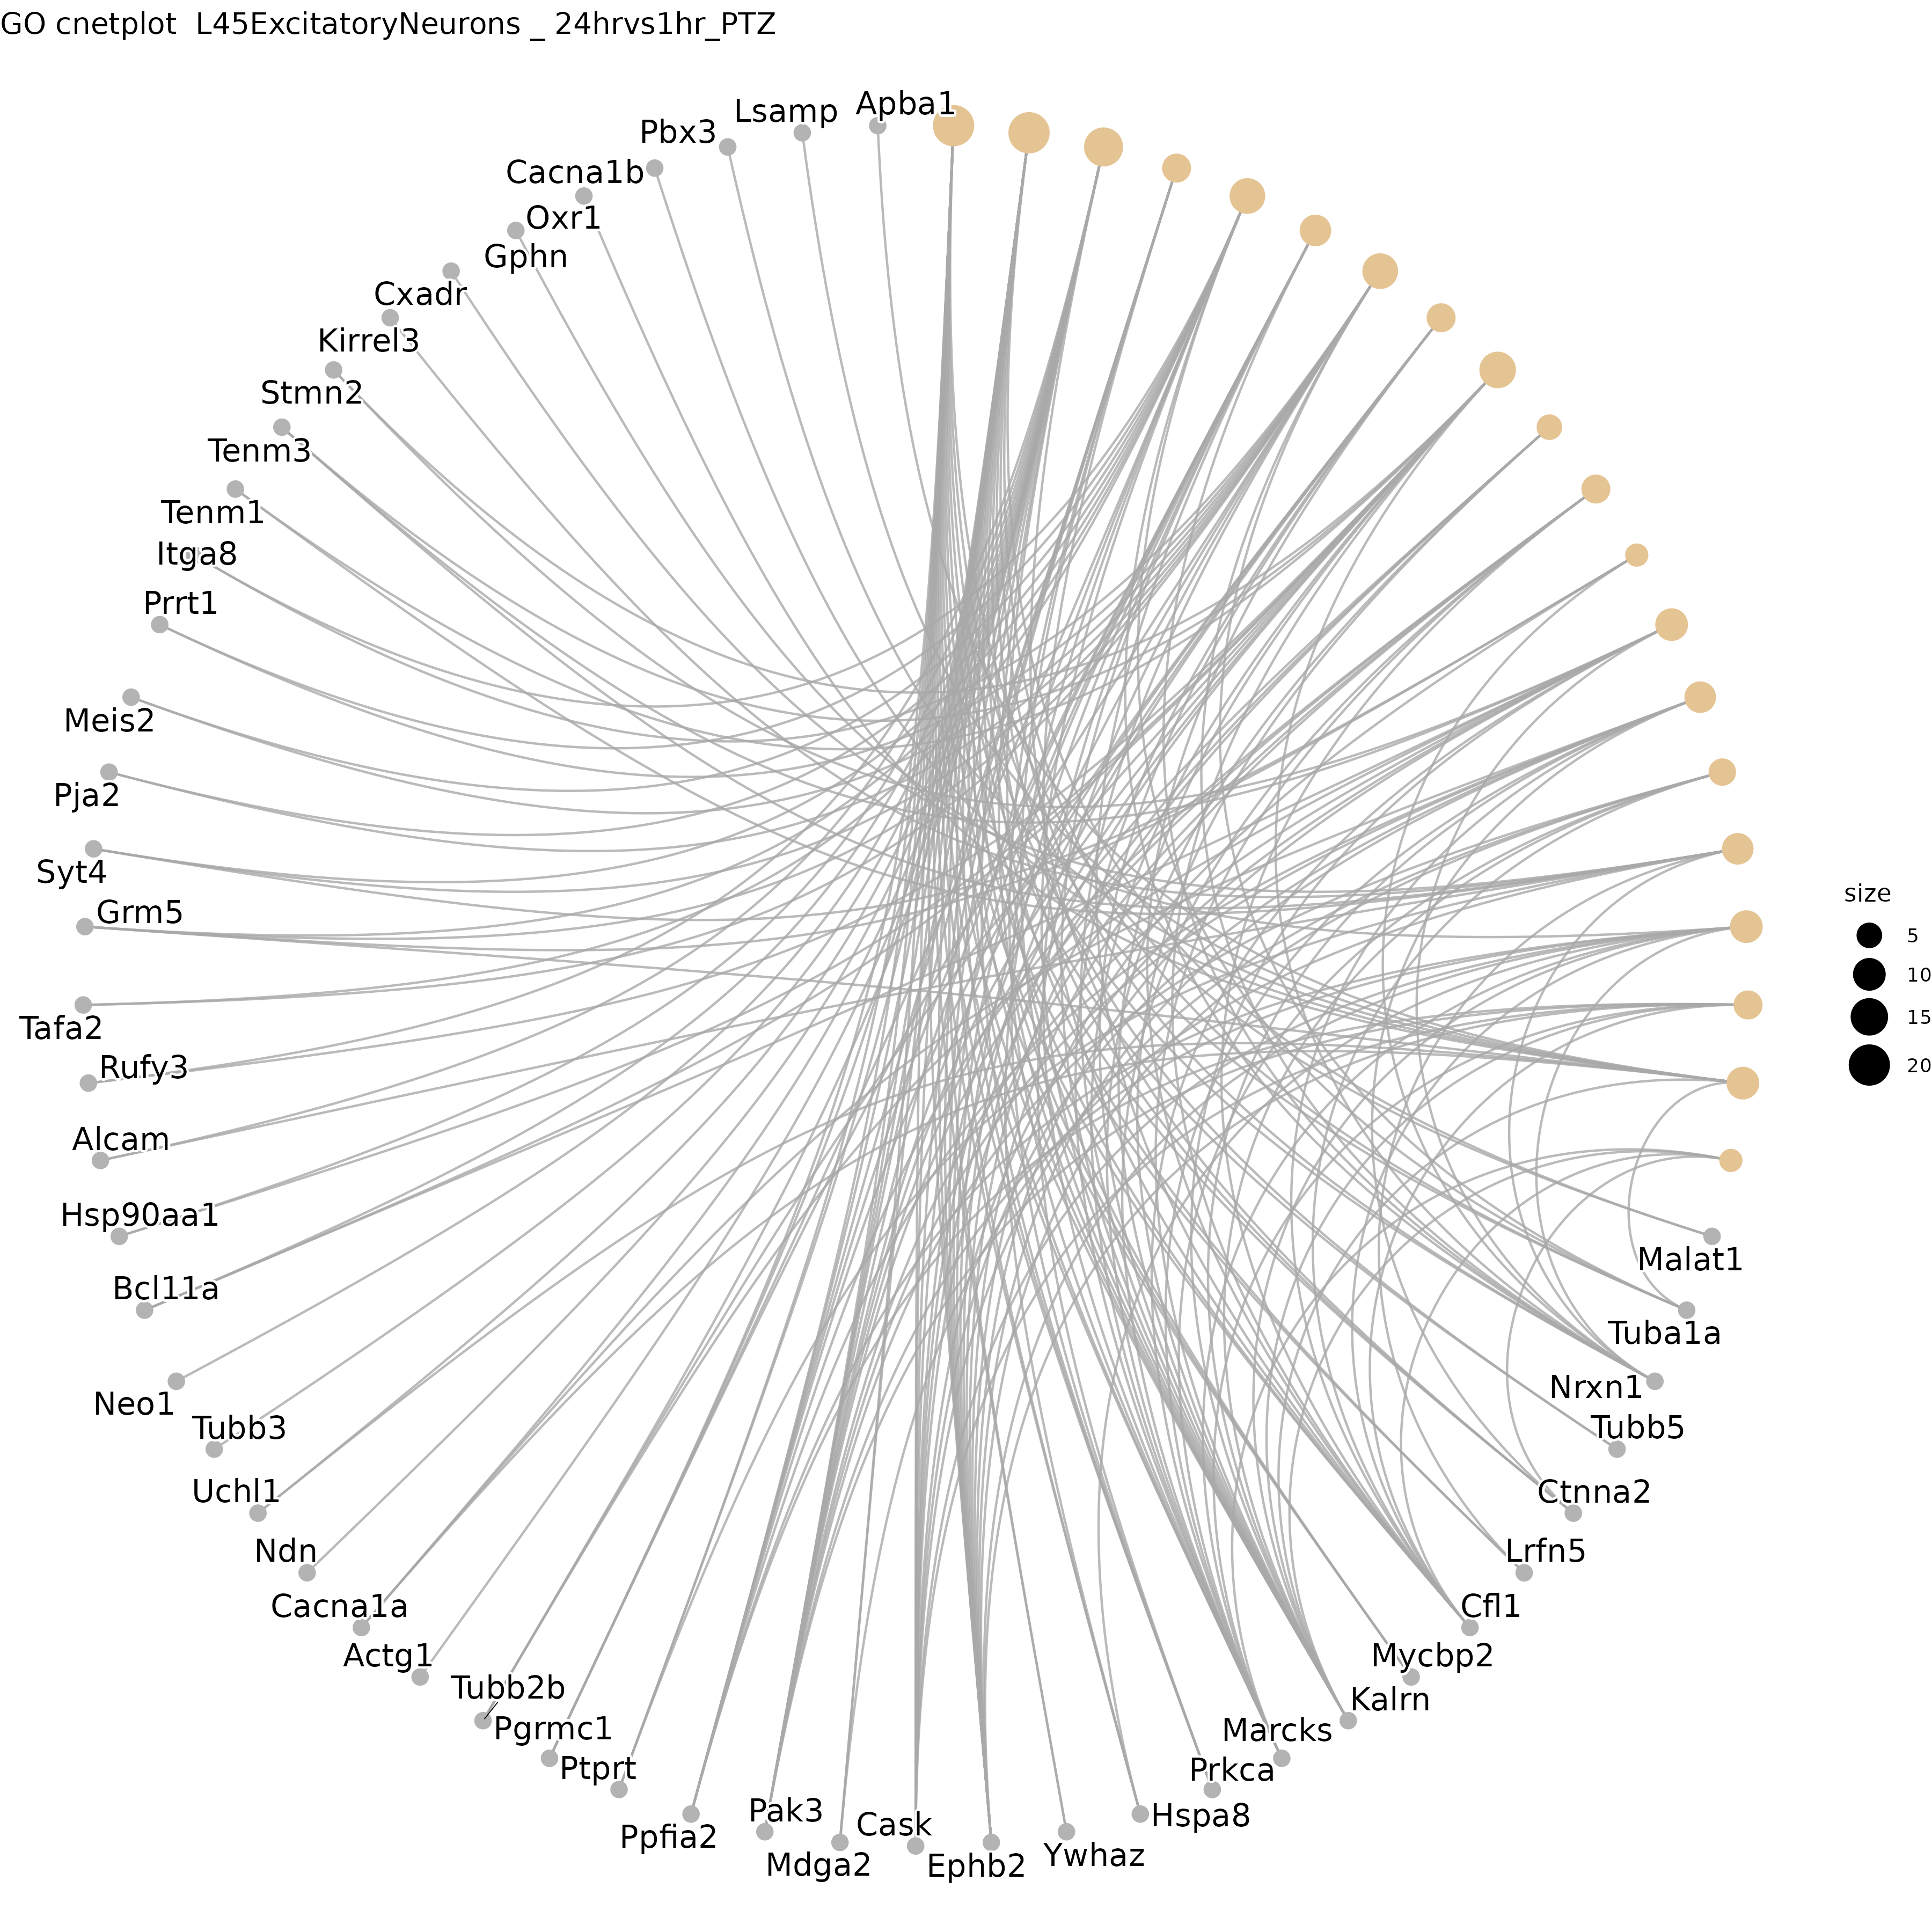 GO cnetplot  L45ExcitatoryNeurons _ 24hrvs1hr_PTZ
Apba1
Lsamp
Pbx3
Cacna1b
Oxr1
Gphn
Cxadr
Kirrel3
Stmn2
Tenm3
Tenm1
Itga8
Prrt1
Meis2
Pja2
Syt4
Grm5
Tafa2
Rufy3
Alcam
Hsp90aa1
Bcl11a
Neo1
Tubb3
Uchl1
Ndn
Cacna1a
Actg1
Tubb2b
Pgrmc1
Ptprt
Ppfia2
Pak3
Mdga2
Cask
Ephb2
Ywhaz
Hspa8
Prkca
Marcks
Kalrn
Mycbp2
Cfl1
Lrfn5
Ctnna2
Tubb5
Nrxn1
Tuba1a
Malat1
size
5
10
15
20